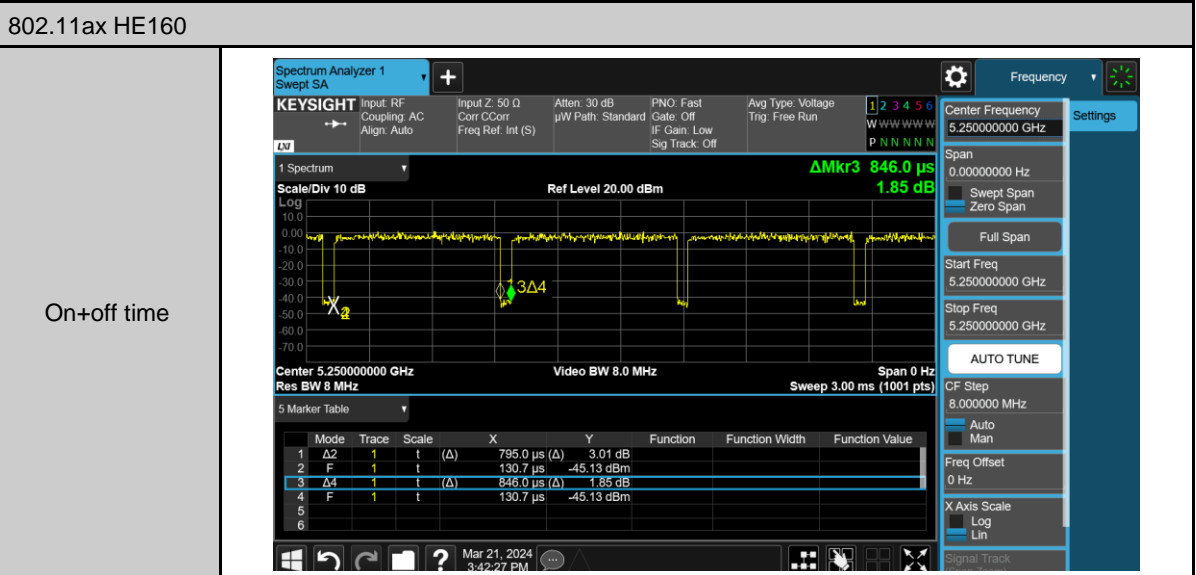 802.11ax HE160
On+off time
Spectrum Analyzer 1
Swept SA
Frequency
KEYSIGHT
Input: RF
Coupling: AC
Align: Auto
Input Z: 50 Ω
Corr CCorr
Freq Ref: Int (S)
Atten: 30 dB
µW Path: Standard
PNO: Fast
Gate: Off
IF Gain: Low
Sig Track: Off
Avg Type: Voltage
Trig: Free Run
1 2 3 4 5 6
W W W W W W
P N N N N N
LXI
1 Spectrum
ΔMkr3 846.0 µs
1.85 dB
Scale/Div 10 dB
Ref Level 20.00 dBm
Log
10.0
0.00
-10.0
-20.0
-30.0
-40.0
-50.0
-60.0
-70.0
3Δ4
Center 5.250000000 GHz
Video BW 8.0 MHz
Span 0 Hz
Res BW 8 MHz
Sweep 3.00 ms (1001 pts)
5 Marker Table
Mode Trace Scale X Y Function Function Width Function Value
1 Δ2 1 t (Δ) 795.0 µs (Δ) 3.01 dB
2 F 1 t 130.7 µs -45.13 dBm
3 Δ4 1 t (Δ) 846.0 µs (Δ) 1.85 dB
4 F 1 t 130.7 µs -45.13 dBm
5
6
?
Mar 21, 2024
3:42:27 PM
Center Frequency
5.250000000 GHz
Settings
Span
0.00000000 Hz
Swept Span
Zero Span
Full Span
Start Freq
5.250000000 GHz
Stop Freq
5.250000000 GHz
AUTO TUNE
CF Step
8.000000 MHz
Auto
Man
Freq Offset
0 Hz
X Axis Scale
Log
Lin
Signal Track